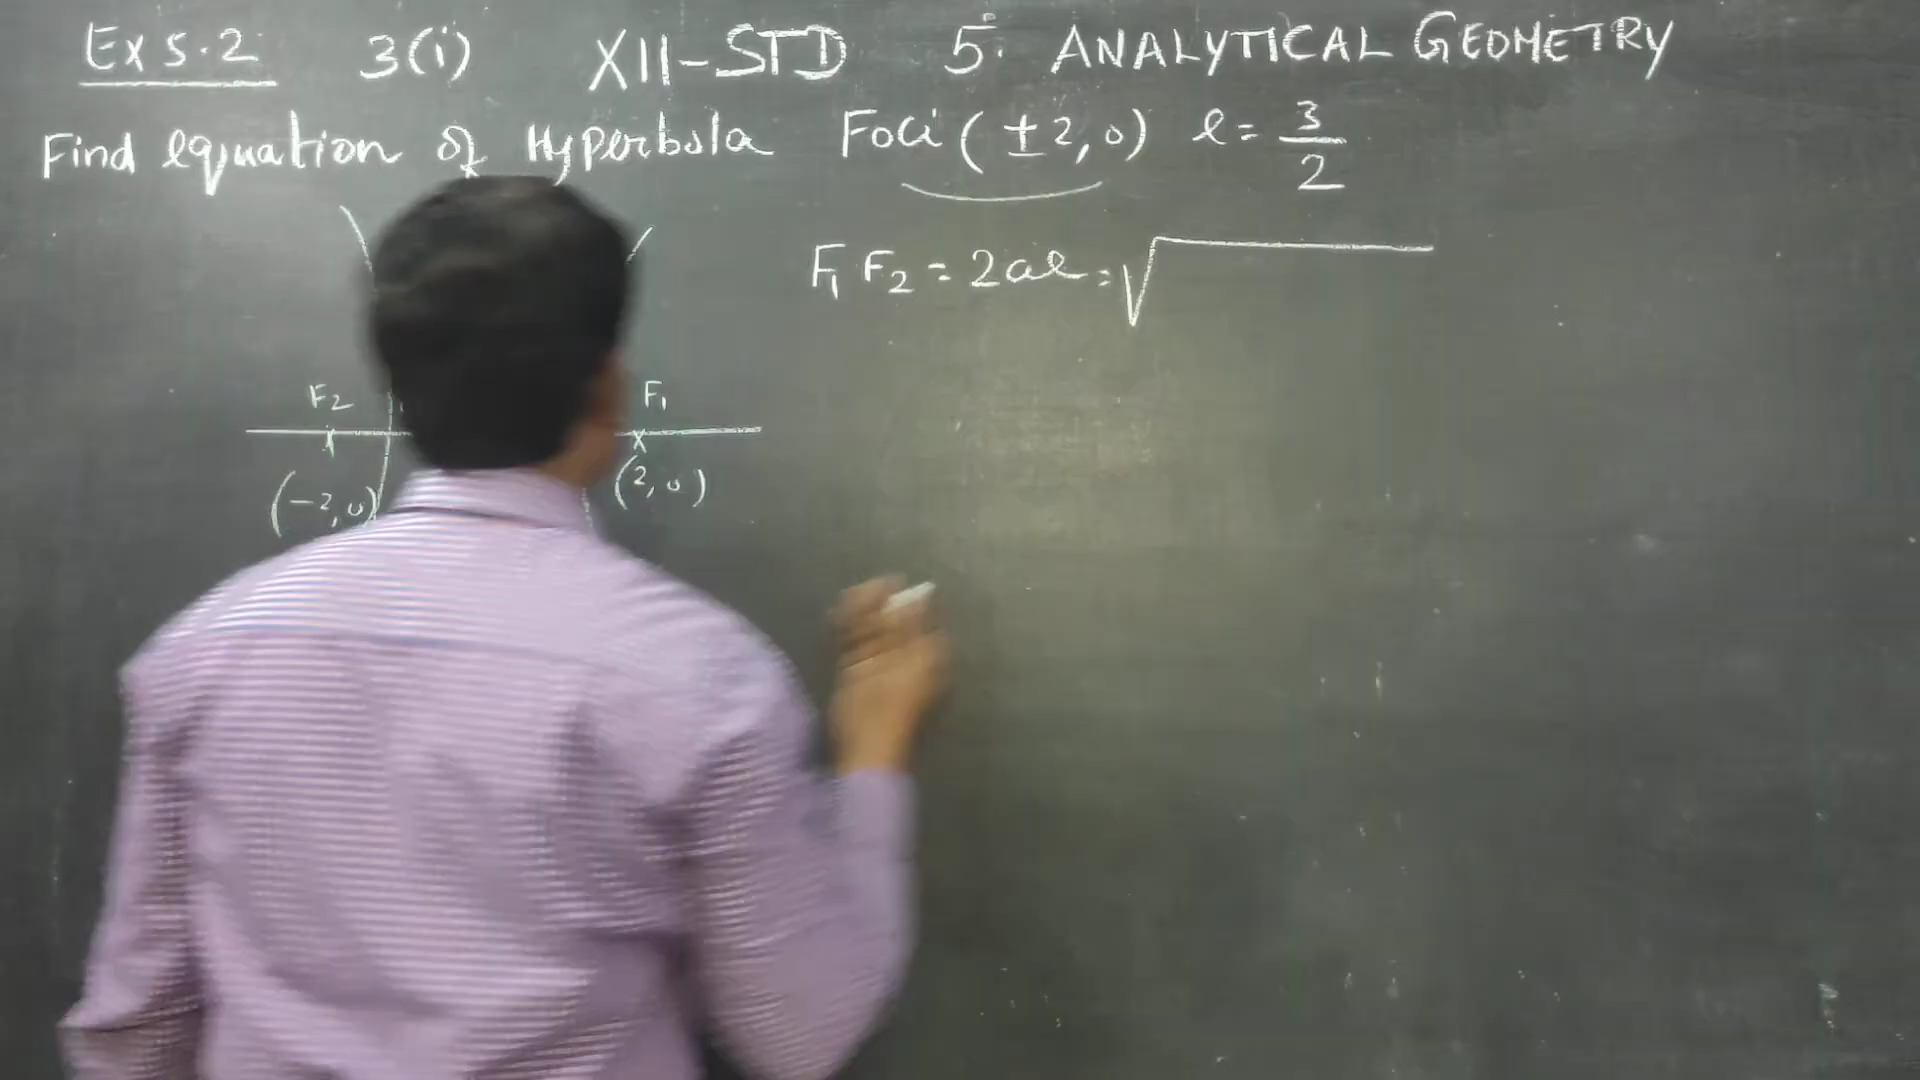 Ex 5.2 3(i) XII-STD 5. ANALYTICAL GEOMETRY
Find equation of Hyperbola Foci (±2,0) e = 3/2
F₁F₂ = 2ae = √
F₂ F₁
(-2,0) (2,0)